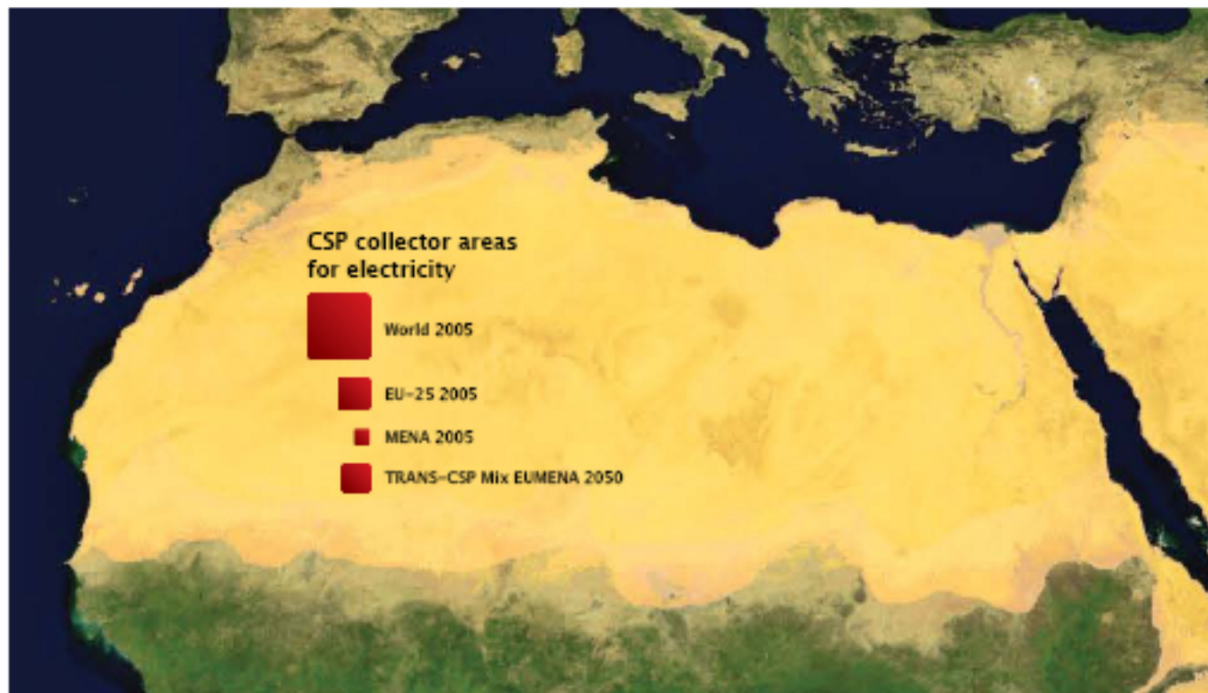 CSP collector areas
for electricity
World 2005
EU-25 2005
MENA 2005
TRANS-CSP Mix EUMENA 2050